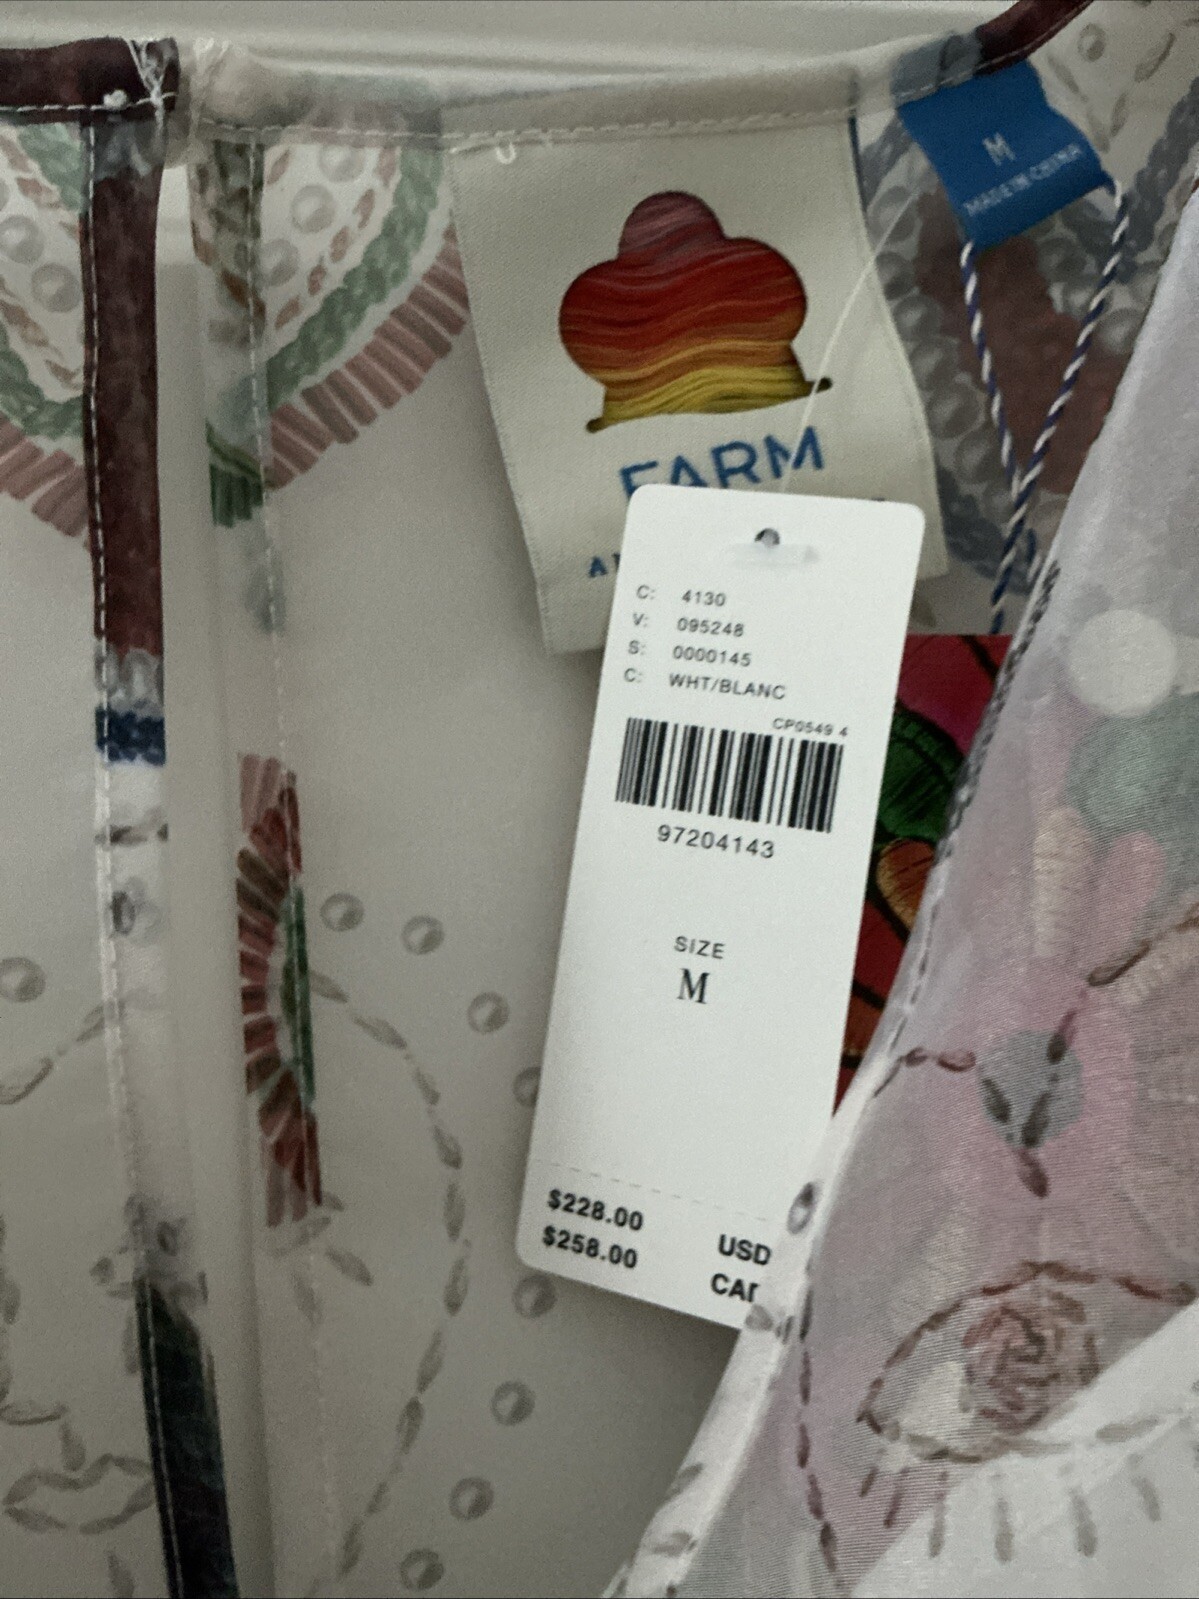 M
MADE IN CHINA
FARM
C: 4130
V: 095248
S: 0000145
C: WHT/BLANC
CP0549 4
97204143
SIZE
M
$228.00 USD
$258.00